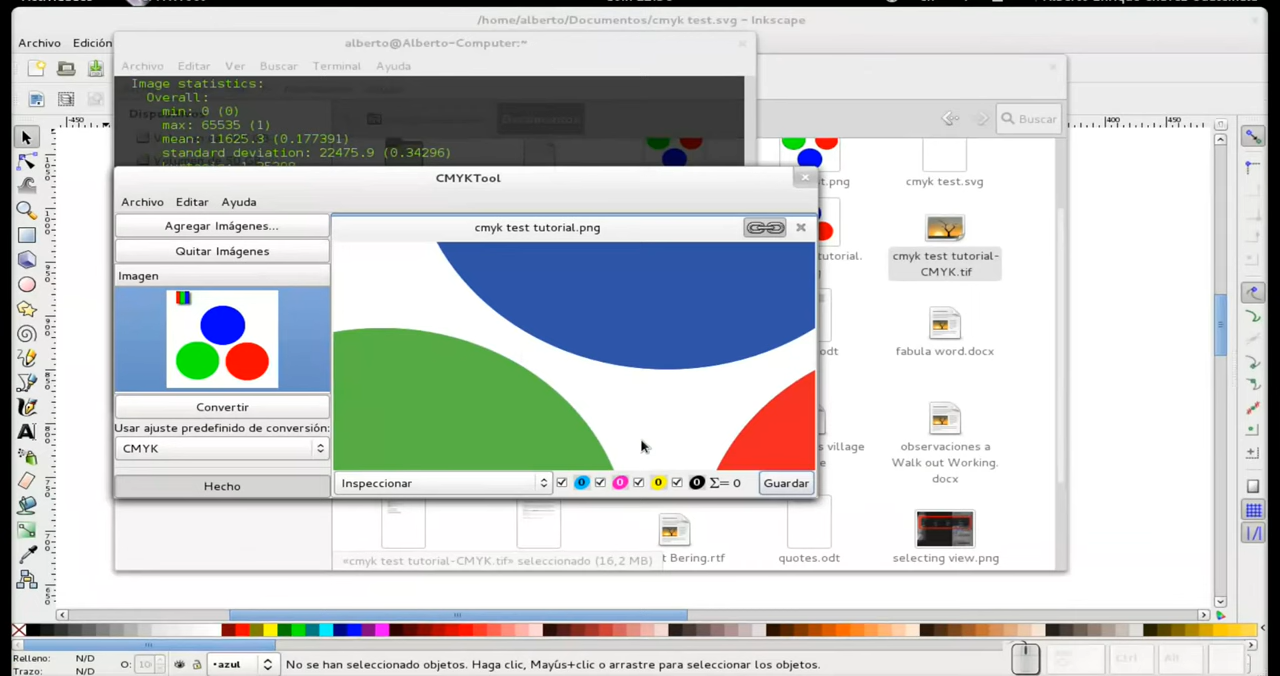 /home/alberto/Documentos/cmyk test.svg - Inkscape
Archivo Edición
alberto@Alberto-Computer:~
Archivo Editar Ver Buscar Terminal Ayuda
Image statistics:
Overall:
min: 0 (0)
max: 65535 (1)
mean: 11625.3 (0.177391)
standard deviation: 22475.9 (0.34296)
Buscar
-450
400
450
cmyk test.svg
CMYKTool
Archivo Editar Ayuda
Agregar Imágenes...
cmyk test tutorial.png
Quitar Imágenes
Imagen
cmyk test tutorial-
CMYK.tif
fabula word.docx
Convertir
Usar ajuste predefinido de conversión:
CMYK
observaciones a
Walk out Working.
docx
Hecho
Inspeccionar
0 0 0 0 Σ= 0
Guardar
«cmyk test tutorial-CMYK.tif» seleccionado (16,2 MB)
t Bering.rtf
quotes.odt
selecting view.png
Relleno: N/D
Trazo: N/D
O:
•azul
No se han seleccionado objetos. Haga clic, Mayús+clic o arrastre para seleccionar los objetos.
Ctrl
Alt